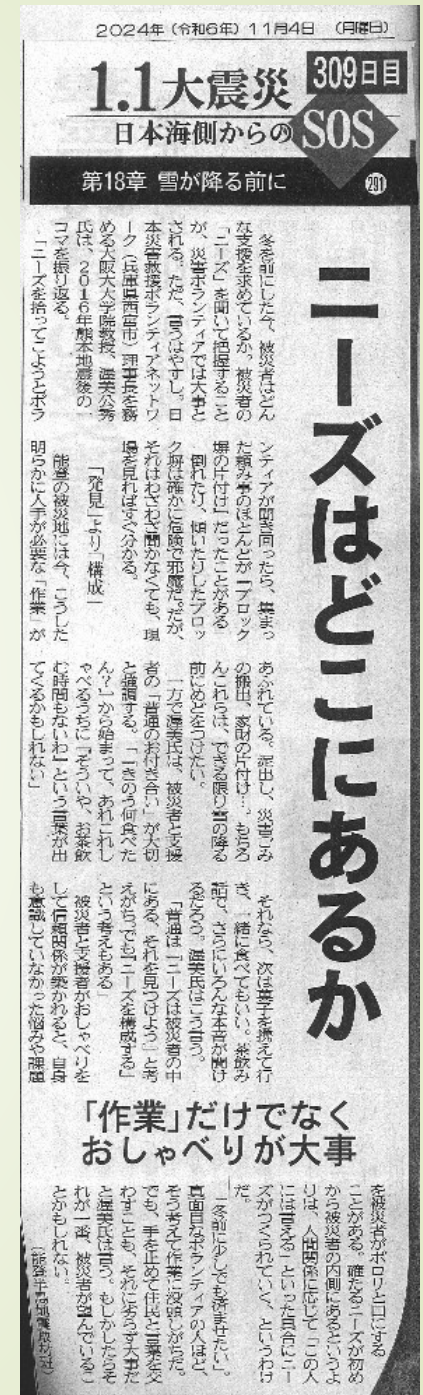 2024年(令和6年)11月4日 (月曜日)
1.1大震災
日本海側からのSOS
309日目
第18章 雪が降る前に
291
ニーズはどこにあるか
冬を前にした今、被災者はどん
な支援を求めているか。被災者の
「ニーズ」を聞いて把握すること
が、災害ボランティアでは大事と
される。ただ、言うはやすし。日
本災害救援ボランティアネットワ
ーク(兵庫県西宮市)理事長を務
める大阪大大学院教授、渥美公秀
氏は、2016年熊本地震後の一
コマを振り返る。
「ニーズを拾ってこようとボラ
ンティアが聞き回ったら、集まっ
た頼み事のほとんどが『ブロック
塀の片付け』だったことがある」
倒れたり、傾いたりしたブロッ
ク塀は確かに危険で邪魔だ。だが、
それはわざわざ聞かなくても、現
場を見ればすぐ分かる。
「発見」より「構成」
能登の被災地には今、こうした
明らかに人手が必要な「作業」が
あふれている。泥出し、災害ごみ
の搬出、家財の片付け…。もちろ
んこれらは、できる限り雪の降る
前にめどをつけたい。
一方で渥美氏は、被災者と支援
者の「普通のお付き合い」が大切
と強調する。「『きのう何食べた
ん?』から始まって、あれこれし
ゃべるうちに『そういや、お茶飲
む時間もないわ』という言葉が出
てくるかもしれない」
それなら、次は菓子を携えて行
き、一緒に食べてもいい。茶飲み
話で、さらにいろんな本音が聞け
るだろう。渥美氏はこう言う。
「普通は『ニーズは被災者の中
にある、それを見つけよう』と考
えがち。でも『ニーズを構成する』
という考えもある」
被災者と支援者がおしゃべりを
して信頼関係が築かれると、自身
も意識していなかった悩みや課題
「作業」だけでなく
おしゃべりが大事
を被災者がポロリと口にする
ことがある。確たるニーズが初め
から被災者の内側にあるというよ
りは、人間関係に応じて「この人
には言える」といった具合にニー
ズがつくられていく、というわけ
だ。
「冬前に少しでも済ませたい」。
真面目なボランティアの人ほど、
そう考えて作業に没頭しがちだ。
でも、手を止めて住民と言葉を交
わすことも、それに劣らず大事だ
と渥美氏は言う。もしかしたらそ
れが一番、被災者が望んでいるこ
とかもしれない。
(能登半島地震取材班)